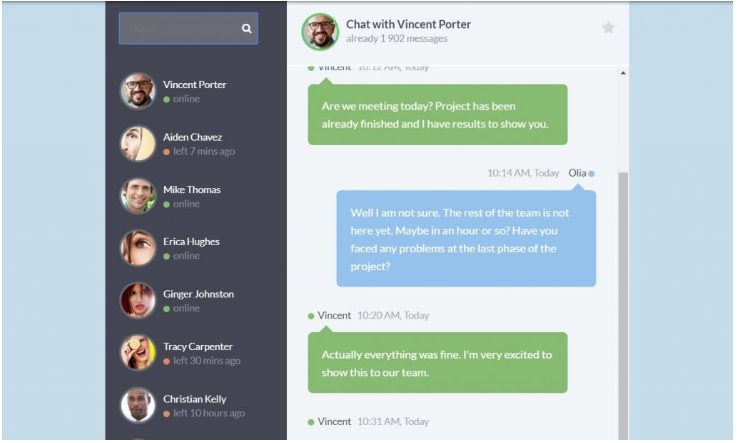 Search
Vincent Porter
online
Aiden Chavez
left 7 mins ago
Mike Thomas
online
Erica Hughes
online
Ginger Johnston
online
Tracy Carpenter
left 30 mins ago
Christian Kelly
left 10 hours ago
Chat with Vincent Porter
already 1 902 messages
Vincent 10:12 AM, Today
Are we meeting today? Project has been
already finished and I have results to show you.
10:14 AM, Today Olia
Well I am not sure. The rest of the team is not
here yet. Maybe in an hour or so? Have you
faced any problems at the last phase of the
project?
Vincent 10:20 AM, Today
Actually everything was fine. I'm very excited to
show this to our team.
Vincent 10:31 AM, Today